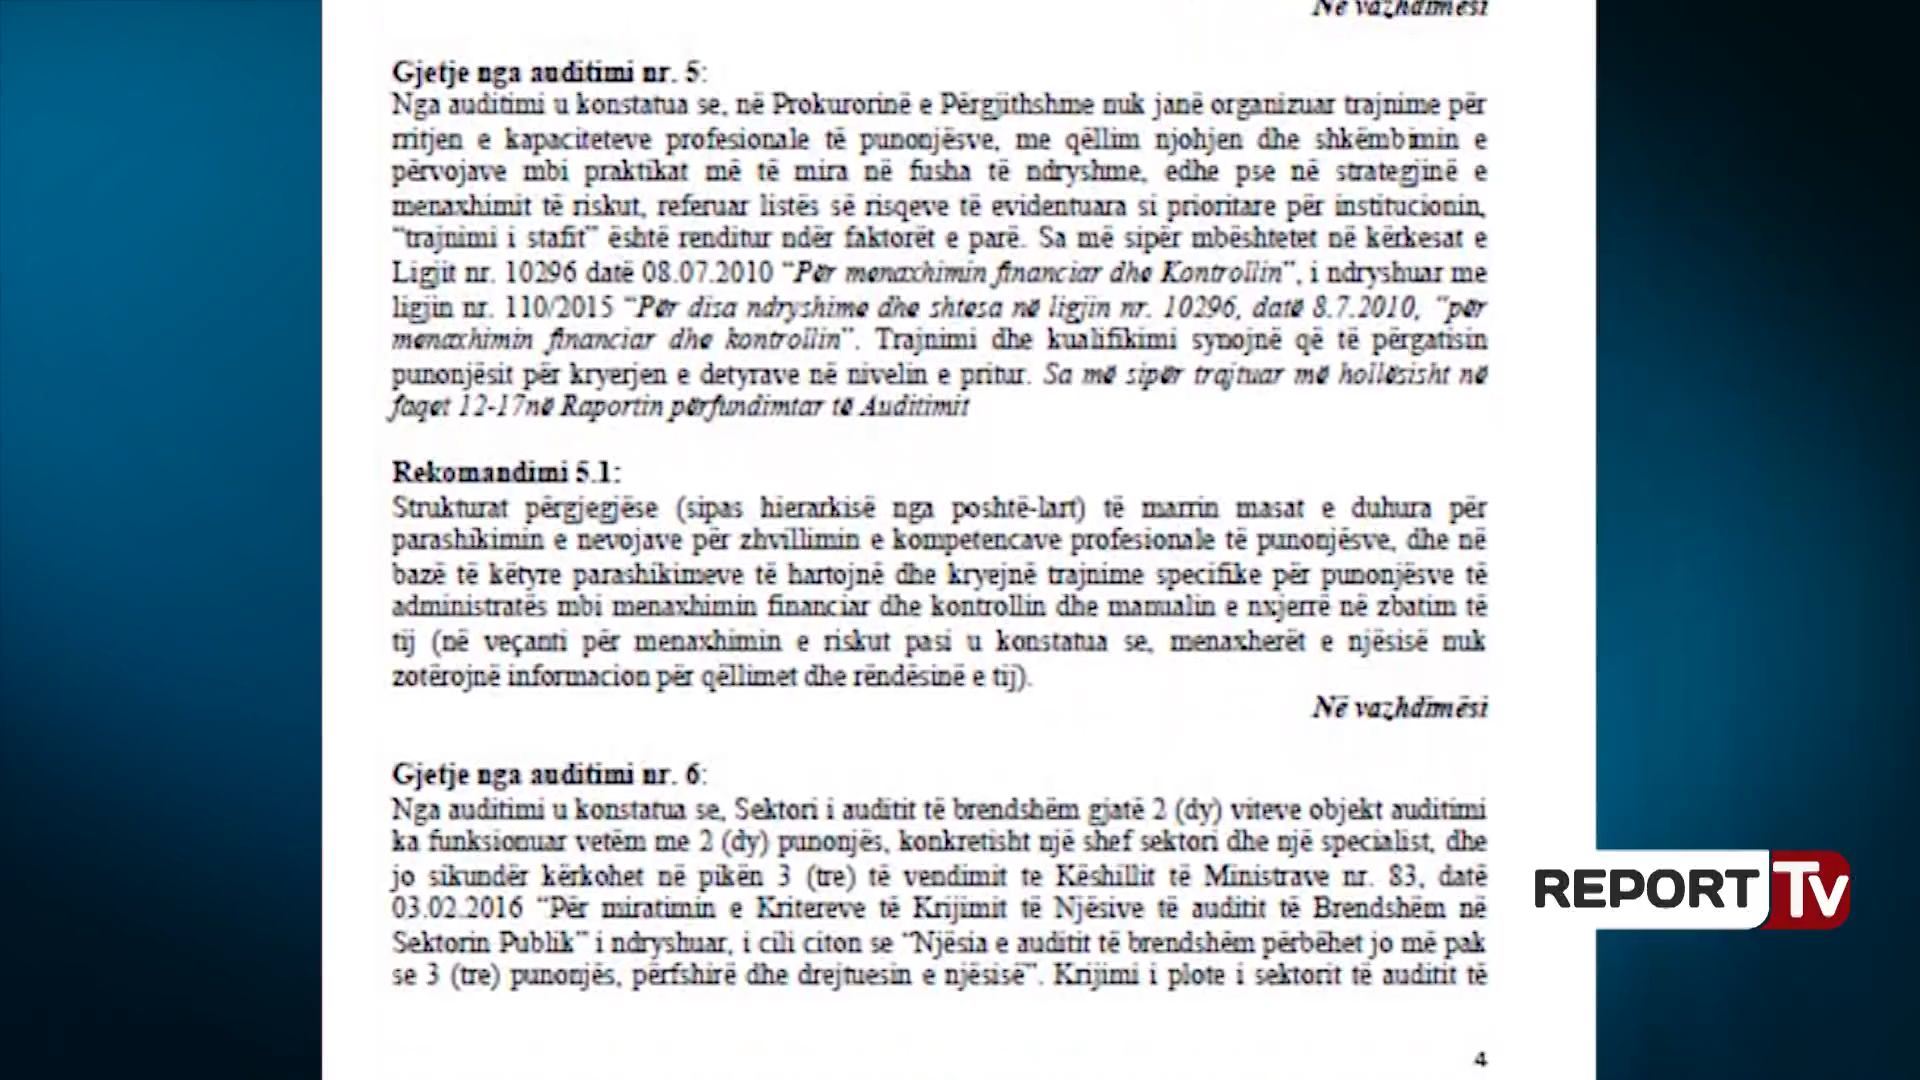 Në vazhdimësi
Gjetje nga auditimi nr. 5:
Nga auditimi u konstatua se, në Prokurorinë e Përgjithshme nuk janë organizuar trajnime për
rritjen e kapaciteteve profesionale të punonjësve, me qëllim njohjen dhe shkëmbimin e
përvojave mbi praktikat më të mira në fusha të ndryshme, edhe pse në strategjinë e
menaxhimit të riskut, referuar listës së risqeve të evidentuara si prioritare për institucionin,
“trajnimi i stafit” është renditur ndër faktorët e parë. Sa më sipër mbështetet në kërkesat e
Ligjit nr. 10296 datë 08.07.2010 “Për menaxhimin financiar dhe Kontrollin”, i ndryshuar me
ligjin nr. 110/2015 “Për disa ndryshime dhe shtesa në ligjin nr. 10296, datë 8.7.2010, “për
menaxhimin financiar dhe kontrollin”. Trajnimi dhe kualifikimi synojnë që të përgatisin
punonjësit për kryerjen e detyrave në nivelin e pritur. Sa më sipër trajtuar më hollësisht në
faqet 12-17në Raportin përfundimtar të Auditimit
Rekomandimi 5.1:
Strukturat përgjegjëse (sipas hierarkisë nga poshtë-lart) të marrin masat e duhura për
parashikimin e nevojave për zhvillimin e kompetencave profesionale të punonjësve, dhe në
bazë të këtyre parashikimeve të hartojnë dhe kryejnë trajnime specifike për punonjësve të
administratës mbi menaxhimin financiar dhe kontrollin dhe manualin e nxjerrë në zbatim të
tij (në veçanti për menaxhimin e riskut pasi u konstatua se, menaxherët e njësisë nuk
zotërojnë informacion për qëllimet dhe rëndësinë e tij).
Në vazhdimësi
Gjetje nga auditimi nr. 6:
Nga auditimi u konstatua se, Sektori i auditit të brendshëm gjatë 2 (dy) viteve objekt auditimi
ka funksionuar vetëm me 2 (dy) punonjës, konkretisht një shef sektori dhe një specialist, dhe
jo sikundër kërkohet në pikën 3 (tre) të vendimit te Këshillit të Ministrave nr. 83, datë
03.02.2016 “Për miratimin e Kritereve të Krijimit të Njësive të auditit të Brendshëm në
Sektorin Publik” i ndryshuar, i cili citon se “Njësia e auditit të brendshëm përbëhet jo më pak
se 3 (tre) punonjës, përfshirë dhe drejtuesin e njësisë”. Krijimi i plote i sektorit të auditit të
4
REPORT Tv